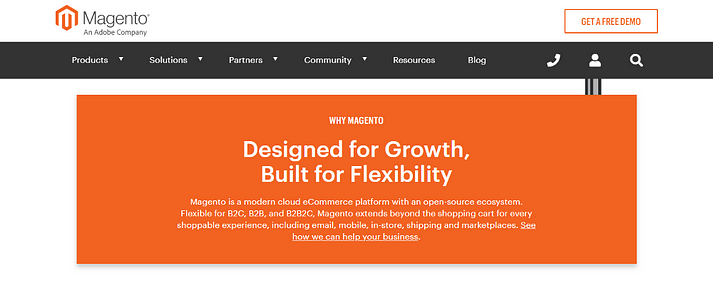 Magento®
An Adobe Company
GET A FREE DEMO
Products
Solutions
Partners
Community
Resources
Blog
WHY MAGENTO
Designed for Growth,
Built for Flexibility
Magento is a modern cloud eCommerce platform with an open-source ecosystem.
Flexible for B2C, B2B, and B2B2C, Magento extends beyond the shopping cart for every
shoppable experience, including email, mobile, in-store, shipping and marketplaces. See
how we can help your business.